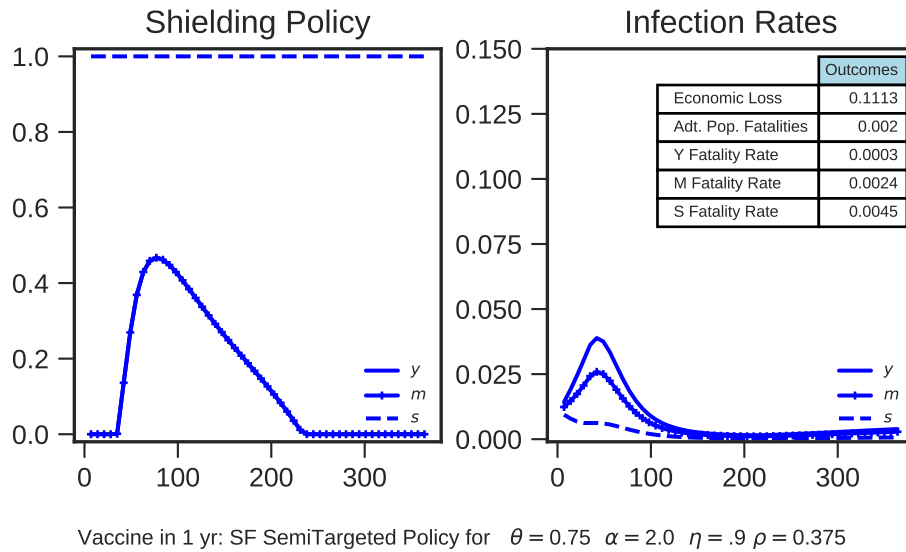 Shielding Policy
Infection Rates
1.0
0.8
0.6
0.4
0.2
0.0
0
100
200
300
y
m
s
0.150
0.125
0.100
0.075
0.050
0.025
0.000
0
100
200
300
Outcomes
Economic Loss 0.1113
Adt. Pop. Fatalities 0.002
Y Fatality Rate 0.0003
M Fatality Rate 0.0024
S Fatality Rate 0.0045
y
m
s
Vaccine in 1 yr: SF SemiTargeted Policy for θ = 0.75 α = 2.0 η = .9 ρ = 0.375